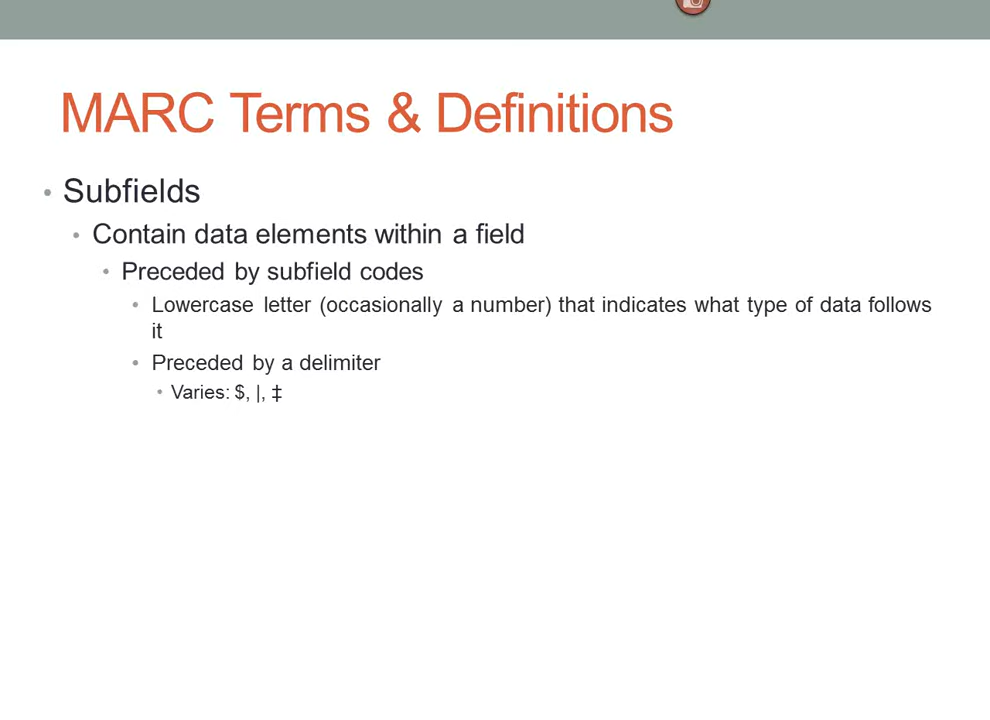 MARC Terms & Definitions
• Subfields
• Contain data elements within a field
• Preceded by subfield codes
• Lowercase letter (occasionally a number) that indicates what type of data follows
it
• Preceded by a delimiter
• Varies: $, |, ‡